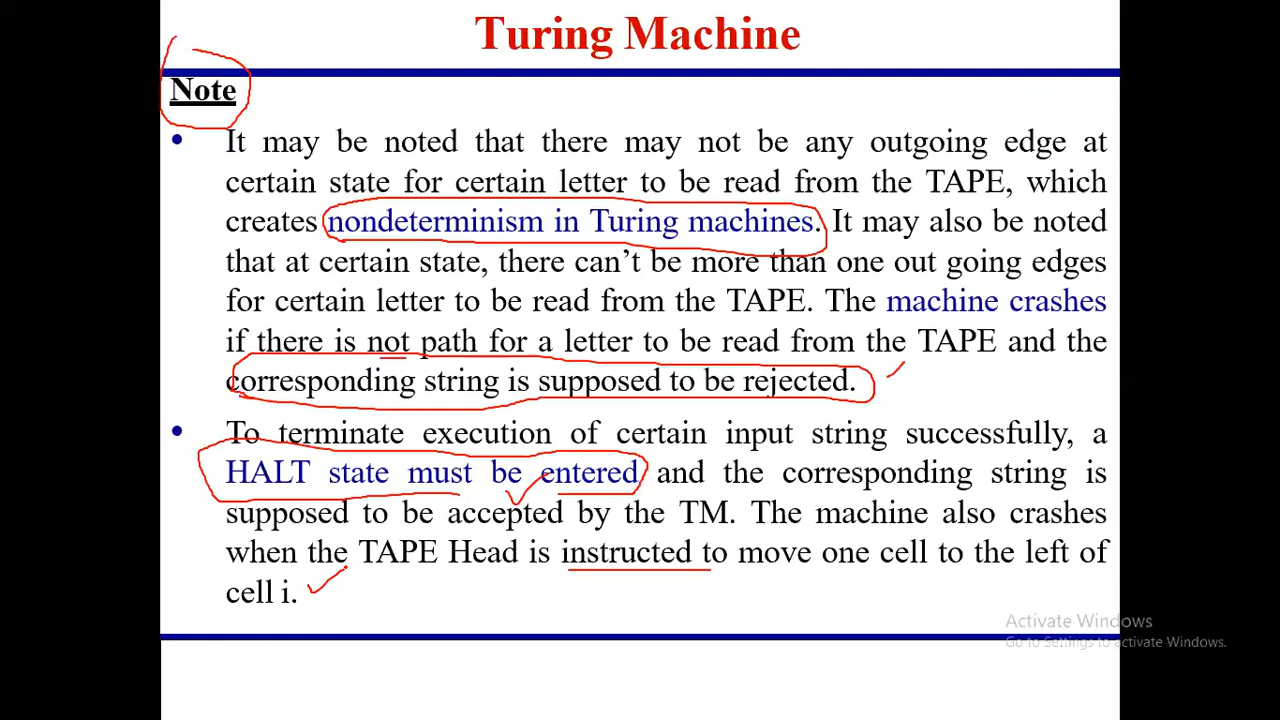 Turing Machine
Note
• It may be noted that there may not be any outgoing edge at
certain state for certain letter to be read from the TAPE, which
creates nondeterminism in Turing machines. It may also be noted
that at certain state, there can’t be more than one out going edges
for certain letter to be read from the TAPE. The machine crashes
if there is not path for a letter to be read from the TAPE and the
corresponding string is supposed to be rejected.
• To terminate execution of certain input string successfully, a
HALT state must be entered and the corresponding string is
supposed to be accepted by the TM. The machine also crashes
when the TAPE Head is instructed to move one cell to the left of
cell i.
Activate Windows
Go to Settings to activate Windows.